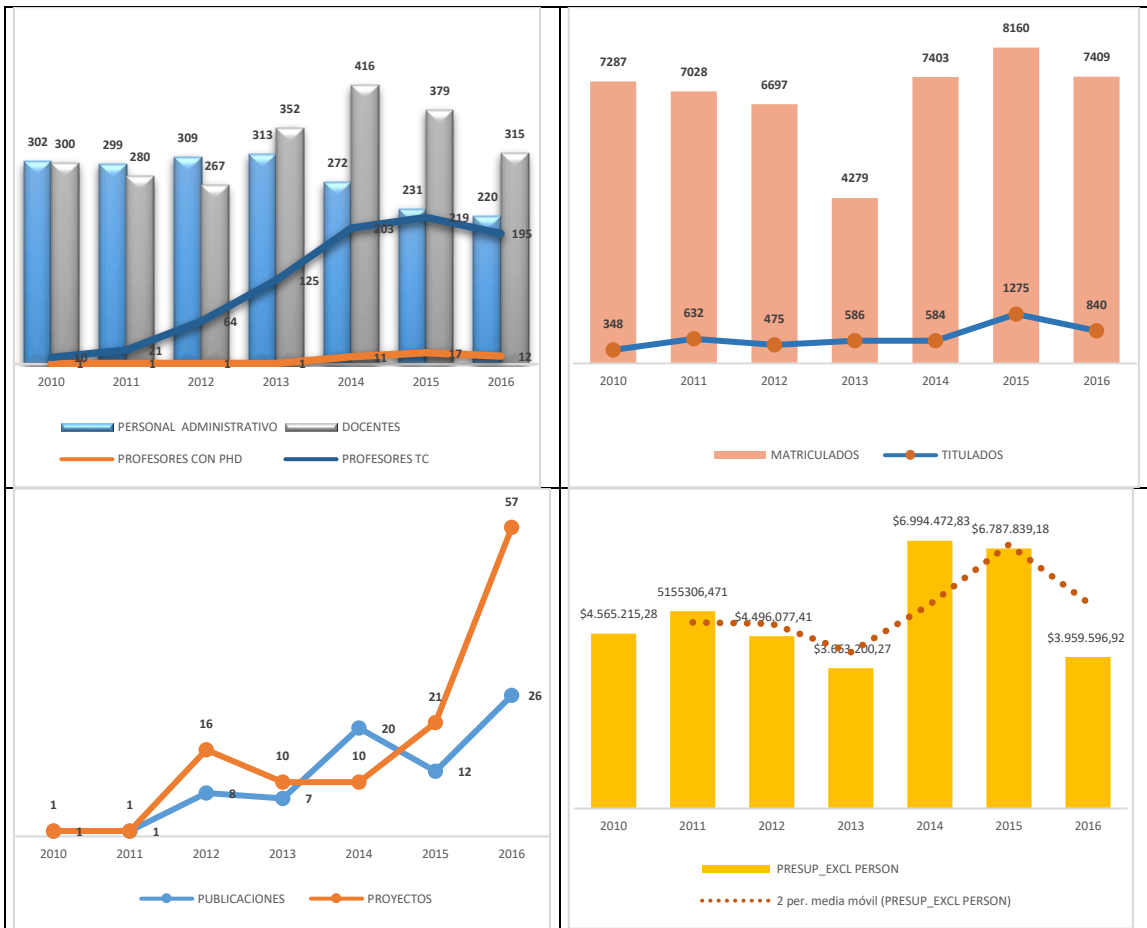 416
379
352
302 300 299 309 313 315
280 267 272
231 220
219
203 195
125
64
10 21
1 1 1 1 11 17 12
2010 2011 2012 2013 2014 2015 2016
PERSONAL ADMINISTRATIVO DOCENTES
PROFESORES CON PHD PROFESORES TC
8160
7287 7028 6697 7403 7409
4279
1275
348 632 475 586 584 840
2010 2011 2012 2013 2014 2015 2016
MATRICULADOS TITULADOS
57
26
21
20
16
12
10 10
8 7
1 1
1 1
2010 2011 2012 2013 2014 2015 2016
PUBLICACIONES PROYECTOS
$6.994.472,83
$6.787.839,18
5155306,471
$4.565.215,28 $4.496.077,41
$3.663.200,27 $3.959.596,92
2010 2011 2012 2013 2014 2015 2016
PRESUP_EXCL PERSON
2 per. media móvil (PRESUP_EXCL PERSON)